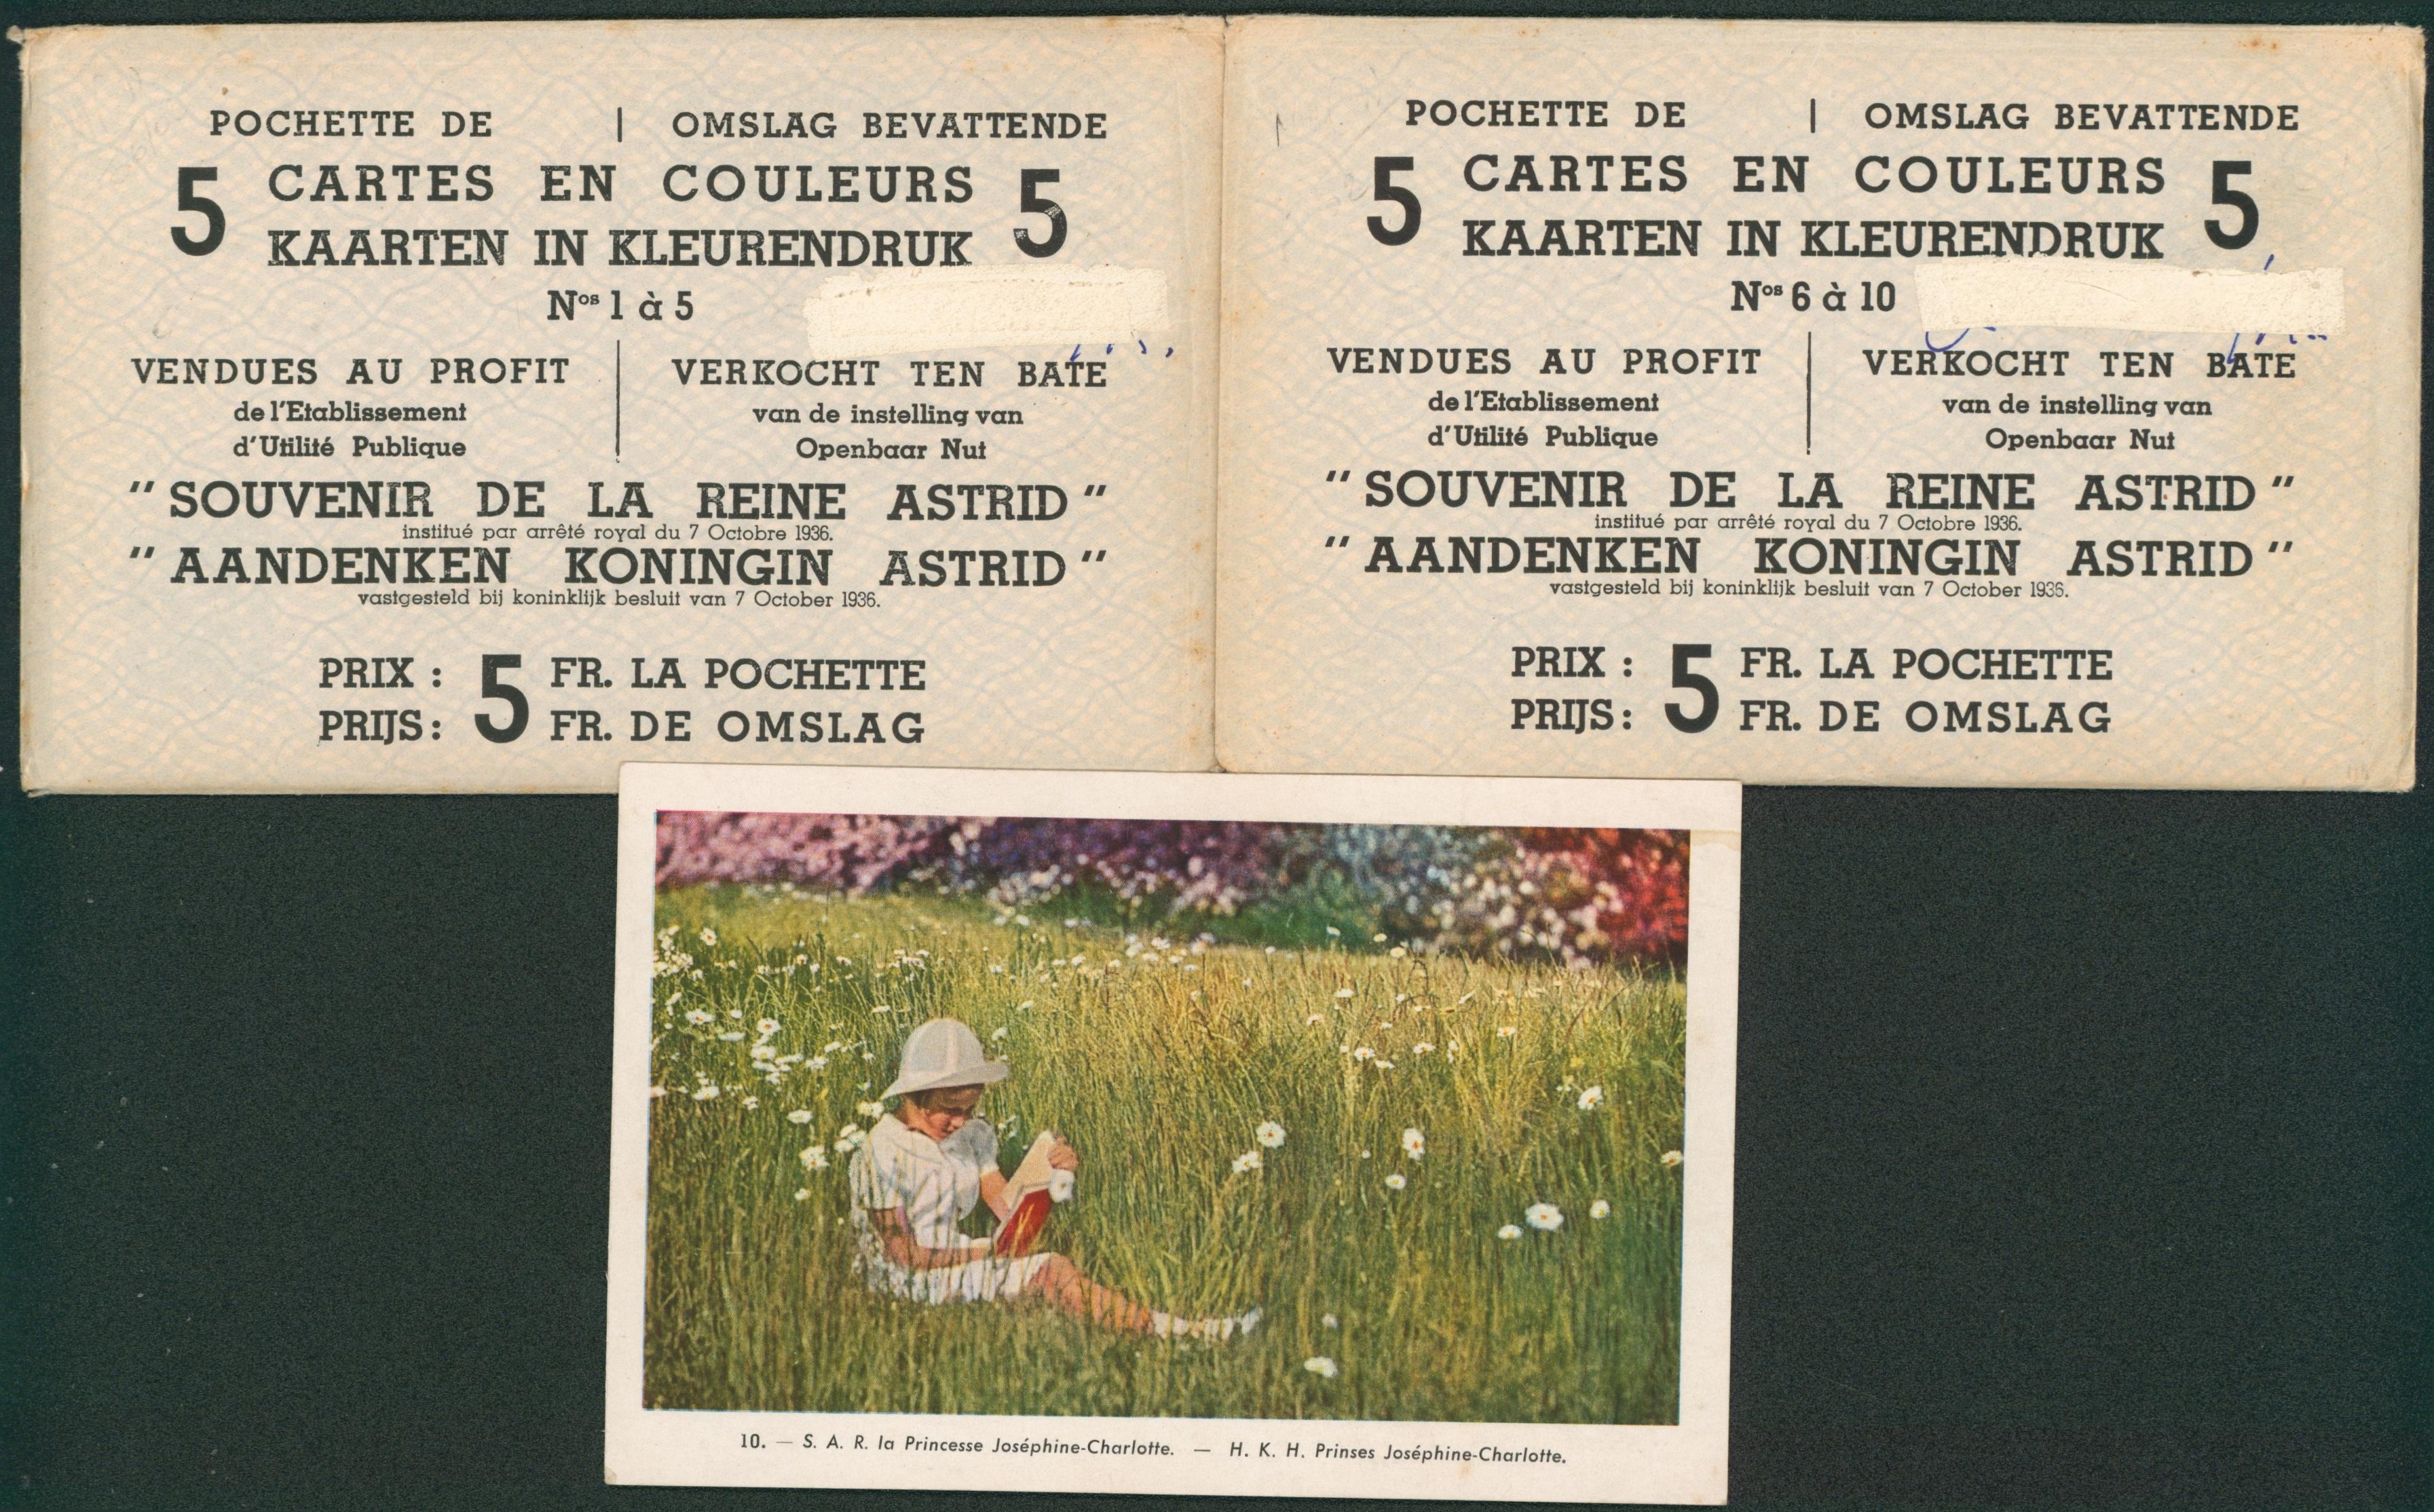 POCHETTE DE | OMSLAG BEVATTENDE
5 CARTES EN COULEURS 5
KAARTEN IN KLEURENDRUK
Nos 1 à 5
VENDUES AU PROFIT
de l'Etablissement
d'Utilité Publique
VERKOCHT TEN BATE
van de instelling van
Openbaar Nut
" SOUVENIR DE LA REINE ASTRID "
institué par arrêté royal du 7 Octobre 1936.
" AANDENKEN KONINGIN ASTRID "
vastgesteld bij koninklijk besluit van 7 October 1936.
PRIX : 5 FR. LA POCHETTE
PRIJS : FR. DE OMSLAG
POCHETTE DE | OMSLAG BEVATTENDE
5 CARTES EN COULEURS 5
KAARTEN IN KLEURENDRUK
Nos 6 à 10
VENDUES AU PROFIT
de l'Etablissement
d'Utilité Publique
VERKOCHT TEN BATE
van de instelling van
Openbaar Nut
" SOUVENIR DE LA REINE ASTRID "
institué par arrêté royal du 7 Octobre 1936.
" AANDENKEN KONINGIN ASTRID "
vastgesteld bij koninklijk besluit van 7 October 1936.
PRIX : 5 FR. LA POCHETTE
PRIJS : FR. DE OMSLAG
10. — S. A. R. la Princesse Joséphine-Charlotte. — H. K. H. Prinses Joséphine-Charlotte.